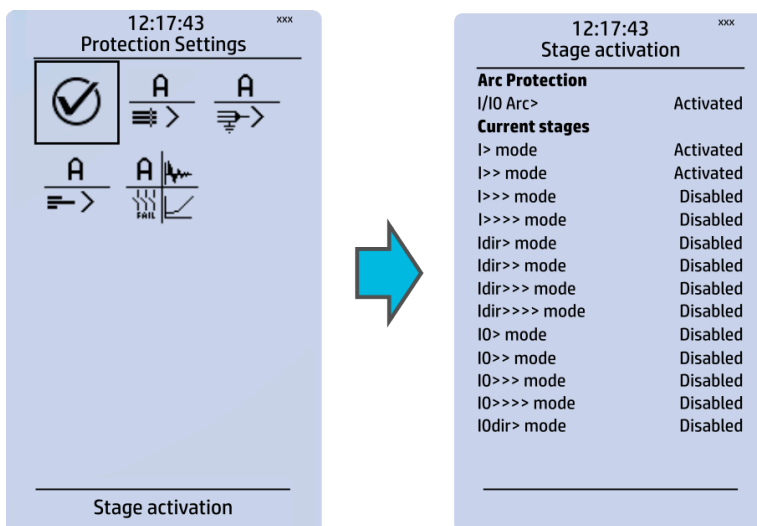 12:17:43 xxx
Protection Settings
A A
A A
FAIL
Stage activation
12:17:43 xxx
Stage activation
Arc Protection
I/I0 Arc> Activated
Current stages
I> mode Activated
I>> mode Activated
I>>> mode Disabled
I>>>> mode Disabled
Idir> mode Disabled
Idir>> mode Disabled
Idir>>> mode Disabled
Idir>>>> mode Disabled
I0> mode Disabled
I0>> mode Disabled
I0>>> mode Disabled
I0>>>> mode Disabled
I0dir> mode Disabled